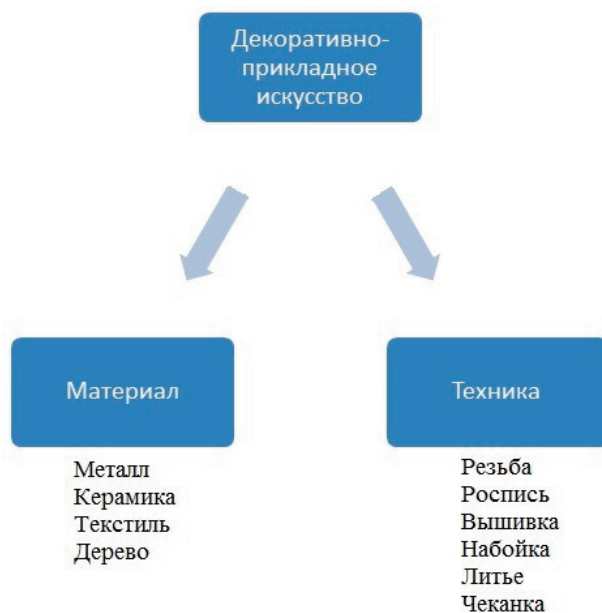 Декоративно-
прикладное
искусство
Материал
Металл
Керамика
Текстиль
Дерево
Техника
Резьба
Роспись
Вышивка
Набойка
Литье
Чеканка